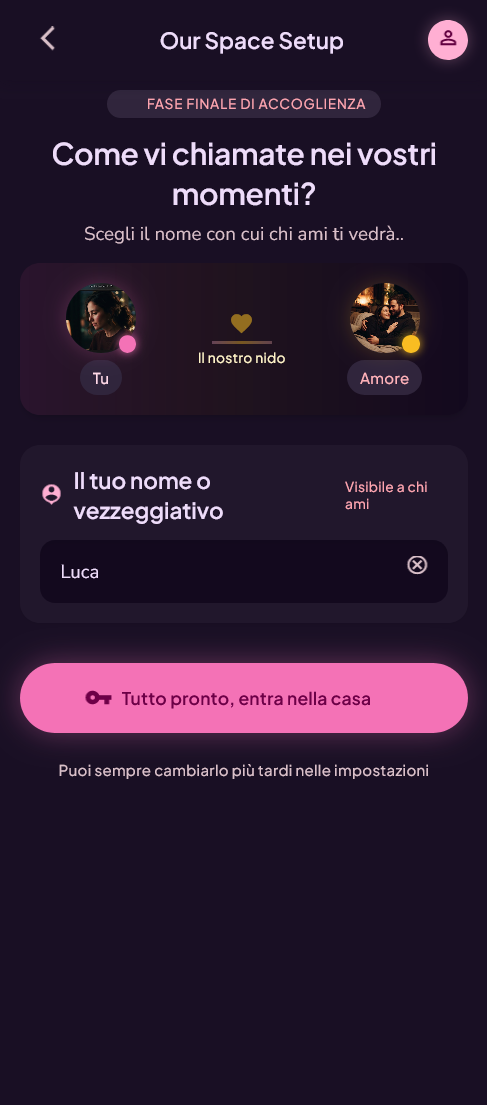 Our Space Setup
FASE FINALE DI ACCOGLIENZA
Come vi chiamate nei vostri
momenti?
Scegli il nome con cui chi ami ti vedrà..
Il nostro nido
Tu
Amore
Il tuo nome o
vezzeggiativo
Visibile a chi
ami
Luca
Tutto pronto, entra nella casa
Puoi sempre cambiarlo più tardi nelle impostazioni